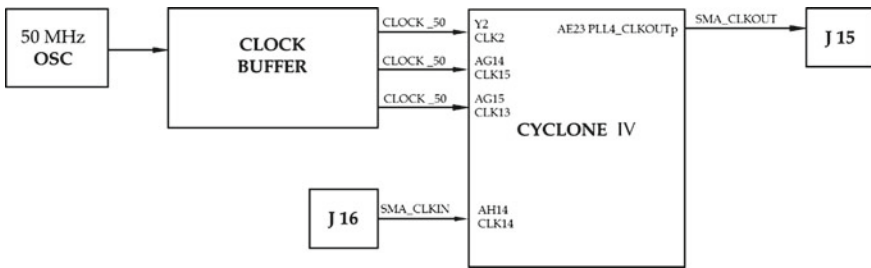 50 MHz
OSC
CLOCK
BUFFER
CLOCK _50
CLOCK _50
CLOCK _50
Y2
CLK2
AG14
CLK15
AG15
CLK13
AE23 PLL4_CLKOUTp
CYCLONE IV
SMA_CLKOUT
J 15
J 16
SMA_CLKIN
AH14
CLK14